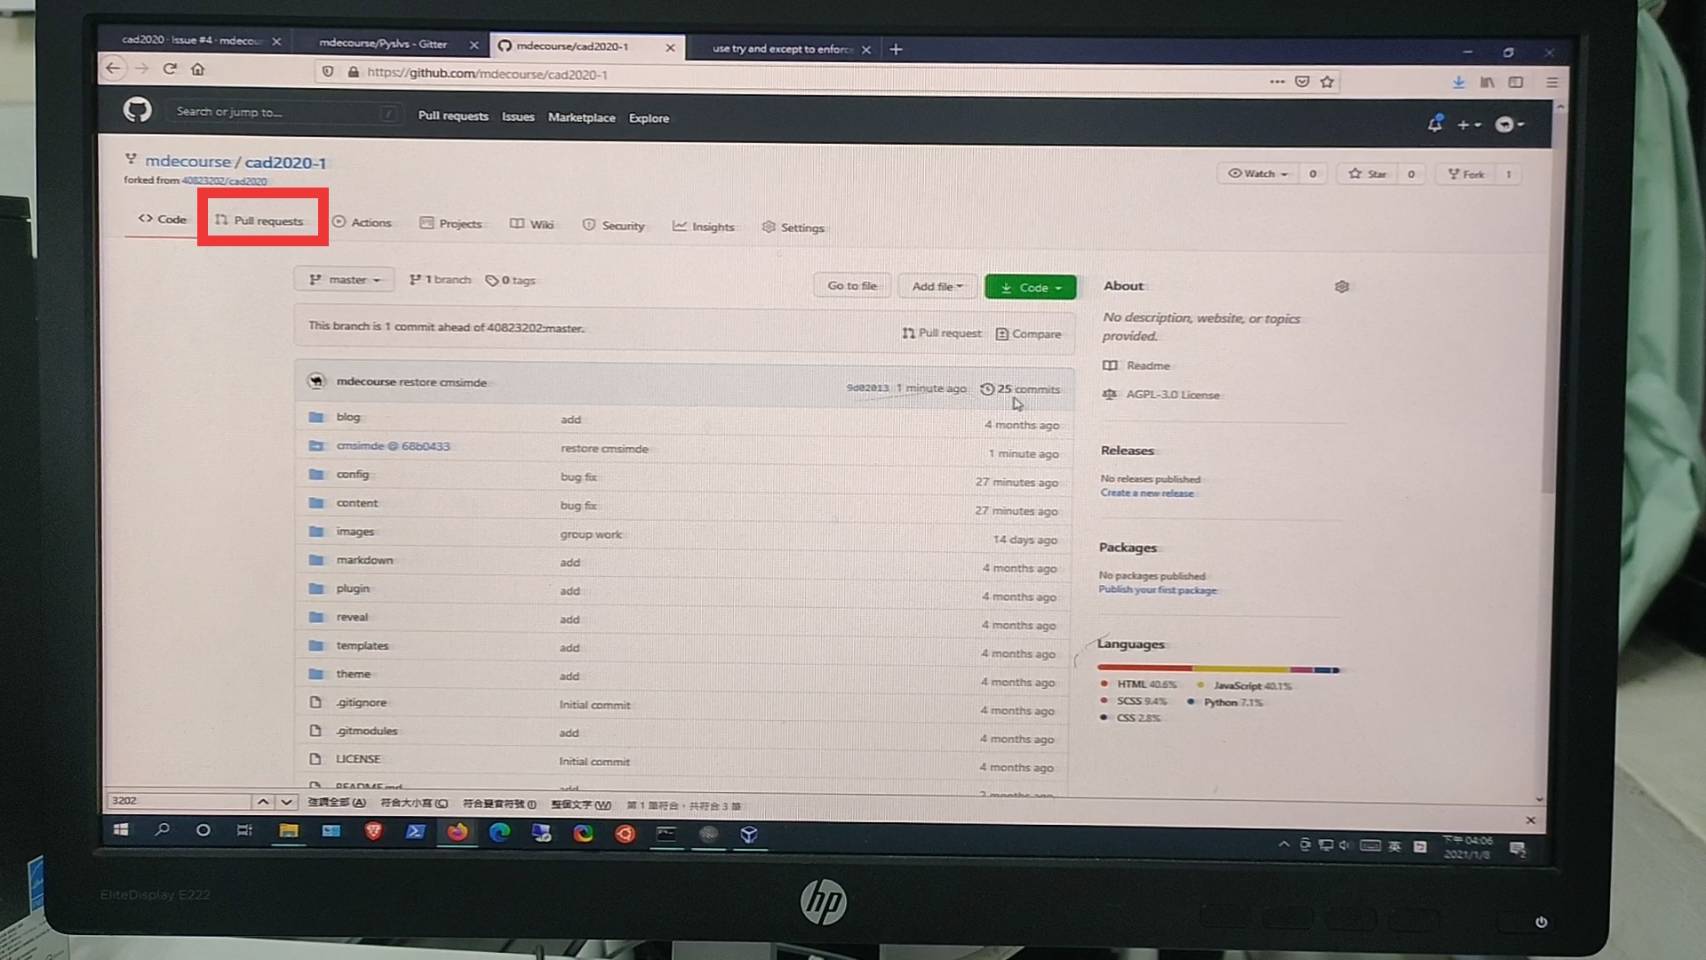 cad2020 · Issue #4 · mdecour
mdecourse/Pyslvs - Gitter
mdecourse/cad2020-1
use try and except to enforc
https://github.com/mdecourse/cad2020-1
Search or jump to...
/
Pull requests
Issues
Marketplace
Explore
mdecourse / cad2020-1
forked from 40823202/cad2020
Watch 0
Star 0
Fork 1
Code
Pull requests
Actions
Projects
Wiki
Security
Insights
Settings
master
1 branch
0 tags
Go to file
Add file
Code
This branch is 1 commit ahead of 40823202:master.
Pull request
Compare
mdecourse restore cmsimde
9d02013 1 minute ago 25 commits
blog add 4 months ago
cmsimde @ 68b0433 restore cmsimde 1 minute ago
config bug fix 27 minutes ago
content bug fix 27 minutes ago
images group work 14 days ago
markdown add 4 months ago
plugin add 4 months ago
reveal add 4 months ago
templates add 4 months ago
theme add 4 months ago
.gitignore Initial commit 4 months ago
.gitmodules add 4 months ago
LICENSE Initial commit 4 months ago
README.md add 2 months ago
About
No description, website, or topics
provided.
Readme
AGPL-3.0 License
Releases
No releases published
Create a new release
Packages
No packages published
Publish your first package
Languages
HTML 40.6% JavaScript 40.1%
SCSS 9.4% Python 7.1%
CSS 2.8%
3202
強調全部 (A) 符合大小寫 (C) 符合變音符號 (I) 整個文字 (W) 第 1 筆符合，共符合 3 筆
英
下午 04:06
2021/1/8
2
EliteDisplay E222
hp